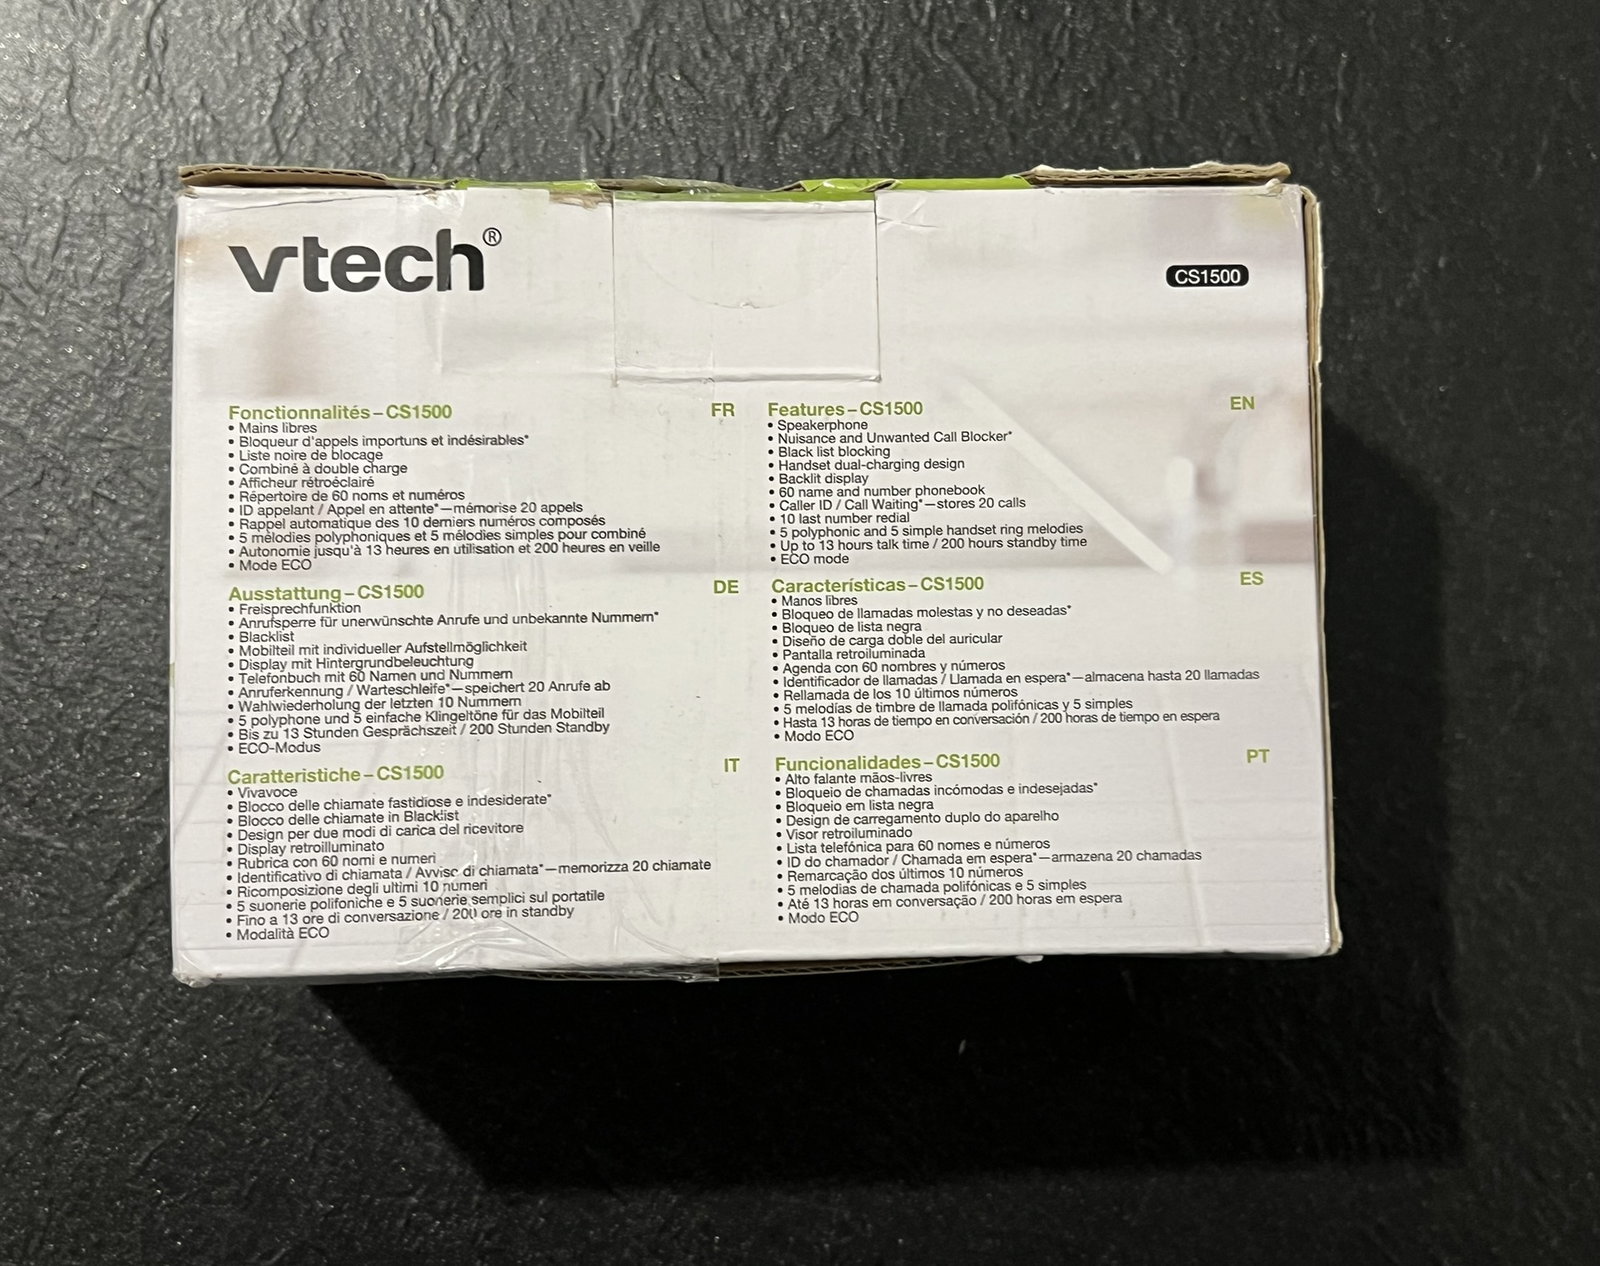 vtech®
CS1500
Fonctionnalités – CS1500 FR
• Mains libres
• Bloqueur d'appels importuns et indésirables*
• Liste noire de blocage
• Combiné à double charge
• Afficheur rétroéclairé
• Répertoire de 60 noms et numéros
• ID appelant / Appel en attente* — mémorise 20 appels
• Rappel automatique des 10 derniers numéros composés
• 5 mélodies polyphoniques et 5 mélodies simples pour combiné
• Autonomie jusqu'à 13 heures en utilisation et 200 heures en veille
• Mode ECO
Ausstattung – CS1500 DE
• Freisprechfunktion
• Anrufsperre für unerwünschte Anrufe und unbekannte Nummern*
• Blacklist
• Mobilteil mit individueller Aufstellmöglichkeit
• Display mit Hintergrundbeleuchtung
• Telefonbuch mit 60 Namen und Nummern
• Anruferkennung / Warteschleife* — speichert 20 Anrufe ab
• Wahlwiederholung der letzten 10 Nummern
• 5 polyphone und 5 einfache Klingeltöne für das Mobilteil
• Bis zu 13 Stunden Gesprächszeit / 200 Stunden Standby
• ECO-Modus
Caratteristiche – CS1500 IT
• Vivavoce
• Blocco delle chiamate fastidiose e indesiderate*
• Blocco delle chiamate in Blacklist
• Design per due modi di carica del ricevitore
• Display retroilluminato
• Rubrica con 60 nomi e numeri
• Identificativo di chiamata / Avviso di chiamata* — memorizza 20 chiamate
• Ricomposizione degli ultimi 10 numeri
• 5 suonerie polifoniche e 5 suonerie semplici sul portatile
• Fino a 13 ore di conversazione / 200 ore in standby
• Modalità ECO
Features – CS1500 EN
• Speakerphone
• Nuisance and Unwanted Call Blocker*
• Black list blocking
• Handset dual-charging design
• Backlit display
• 60 name and number phonebook
• Caller ID / Call Waiting* — stores 20 calls
• 10 last number redial
• 5 polyphonic and 5 simple handset ring melodies
• Up to 13 hours talk time / 200 hours standby time
• ECO mode
Características – CS1500 ES
• Manos libres
• Bloqueo de llamadas molestas y no deseadas*
• Bloqueo de lista negra
• Diseño de carga doble del auricular
• Pantalla retroiluminada
• Agenda con 60 nombres y números
• Identificador de llamadas / Llamada en espera* — almacena hasta 20 llamadas
• Rellamada de los 10 últimos números
• 5 melodías de timbre de llamada polifónicas y 5 simples
• Hasta 13 horas de tiempo en conversación / 200 horas de tiempo en espera
• Modo ECO
Funcionalidades – CS1500 PT
• Alto falante mãos-livres
• Bloqueio de chamadas incómodas e indesejadas*
• Bloqueio em lista negra
• Design de carregamento duplo do aparelho
• Visor retroiluminado
• Lista telefónica para 60 nomes e números
• ID do chamador / Chamada em espera* — armazena 20 chamadas
• Remarcação dos últimos 10 números
• 5 melodias de chamada polifónicas e 5 simples
• Até 13 horas em conversação / 200 horas em espera
• Modo ECO